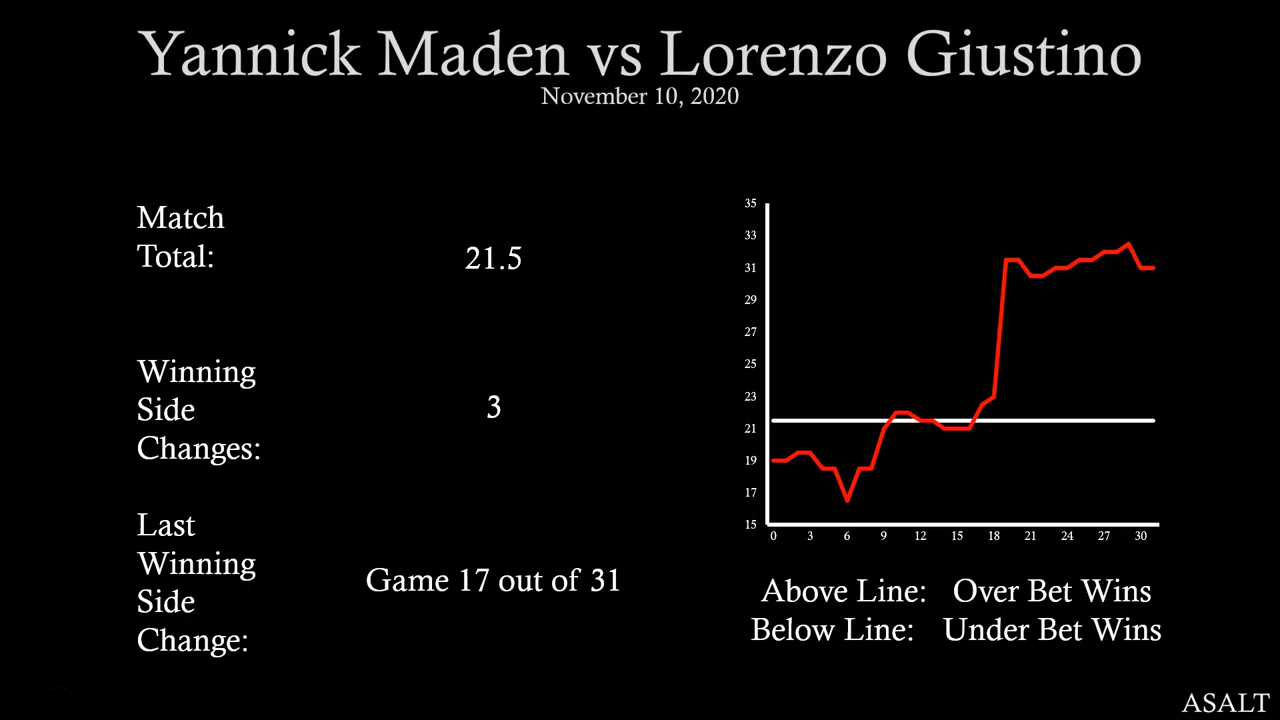 Yannick Maden vs Lorenzo Giustino
November 10, 2020
Match
Total:
21.5
Winning
Side
Changes:
3
Last
Winning
Side
Change:
Game 17 out of 31
35
33
31
29
27
25
23
21
19
17
15
0 3 6 9 12 15 18 21 24 27 30
Above Line: Over Bet Wins
Below Line: Under Bet Wins
ASALT